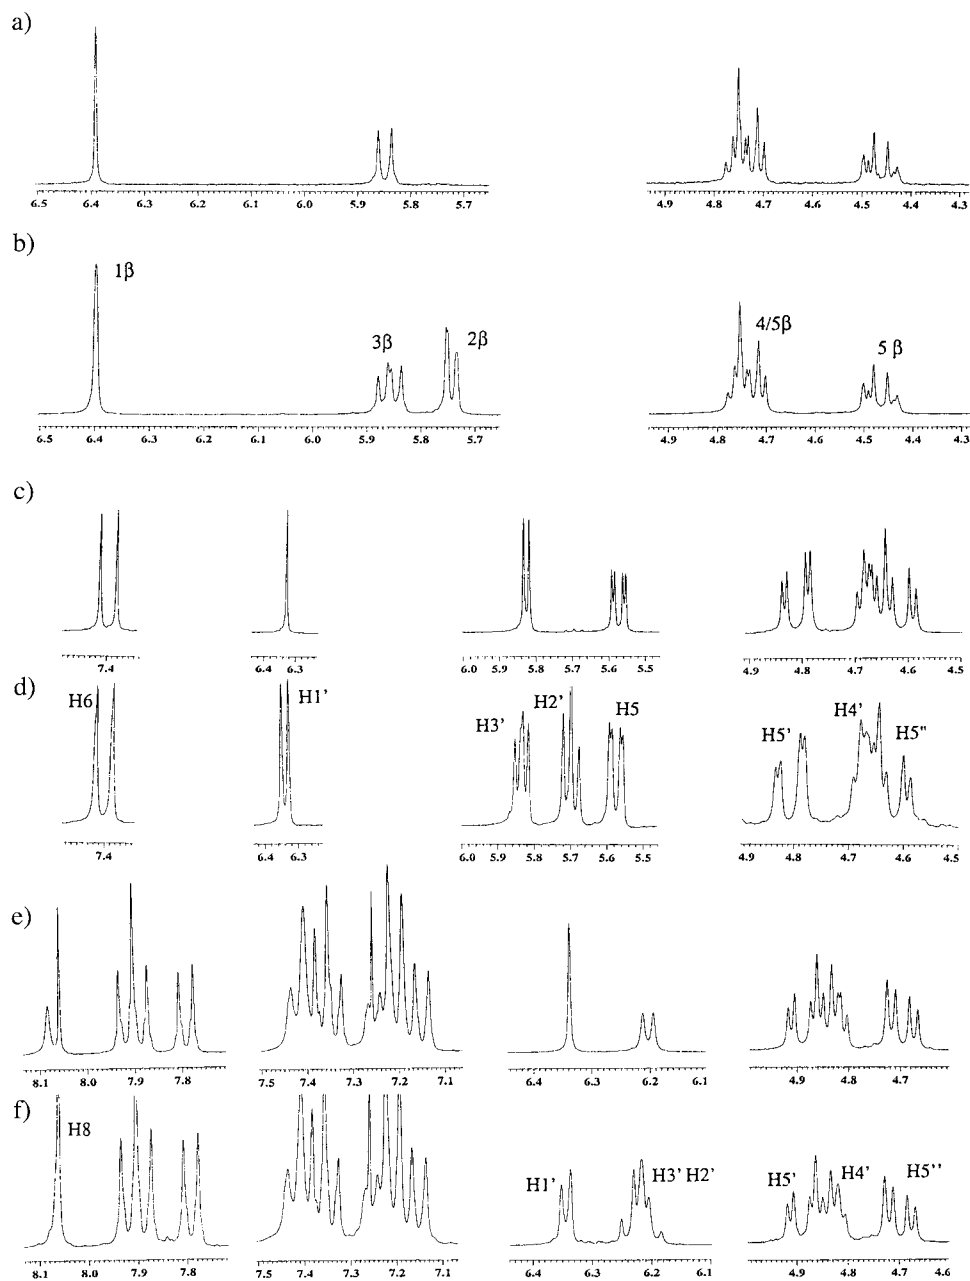 a)
6.5 6.4 6.3 6.2 6.1 6.0 5.9 5.8 5.7
4.9 4.8 4.7 4.6 4.5 4.4 4.3
b)
1β 3β 2β 4/5β 5 β
6.5 6.4 6.3 6.2 6.1 6.0 5.9 5.8 5.7
4.9 4.8 4.7 4.6 4.5 4.4 4.3
c)
7.4
6.4 6.3
6.0 5.9 5.8 5.7 5.6 5.5
4.9 4.8 4.7 4.6 4.5
d)
H6 H1' H3' H2' H5 H5' H4' H5"
7.4
6.4 6.3
6.0 5.9 5.8 5.7 5.6 5.5
4.9 4.8 4.7 4.6 4.5
e)
8.1 8.0 7.9 7.8
7.5 7.4 7.3 7.2 7.1
6.4 6.3 6.2 6.1
4.9 4.8 4.7
f)
H8 H1' H3' H2' H5' H4' H5''
8.1 8.0 7.9 7.8
7.5 7.4 7.3 7.2 7.1
6.4 6.3 6.2 6.1
4.9 4.8 4.7 4.6